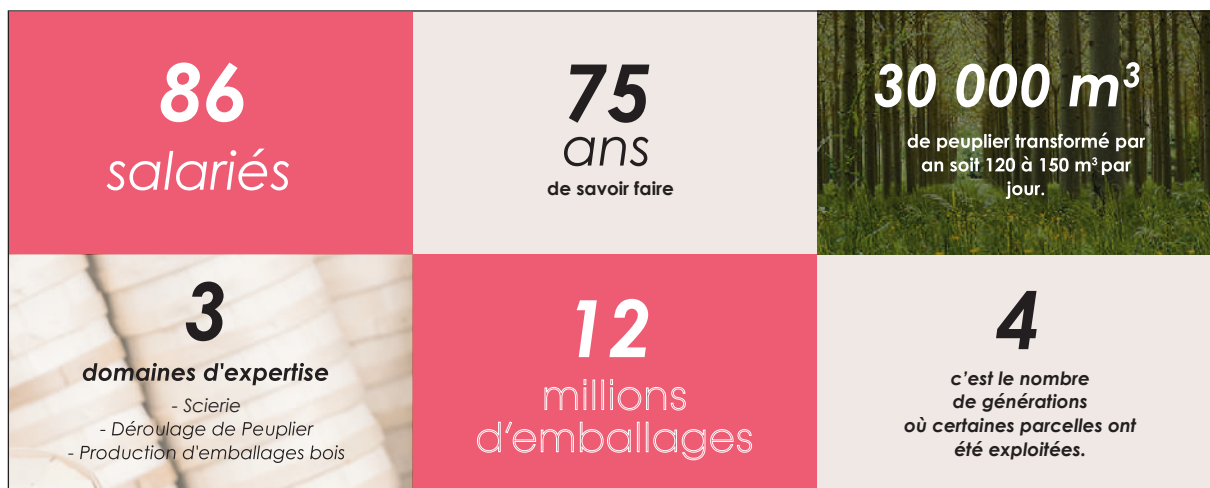 86
salariés
75
ans
de savoir faire
30 000 m³
de peuplier transformé par
an soit 120 à 150 m³ par
jour.
3
domaines d'expertise
- Scierie
- Déroulage de Peuplier
- Production d'emballages bois
12
millions
d’emballages
4
c’est le nombre
de générations
où certaines parcelles ont
été exploitées.